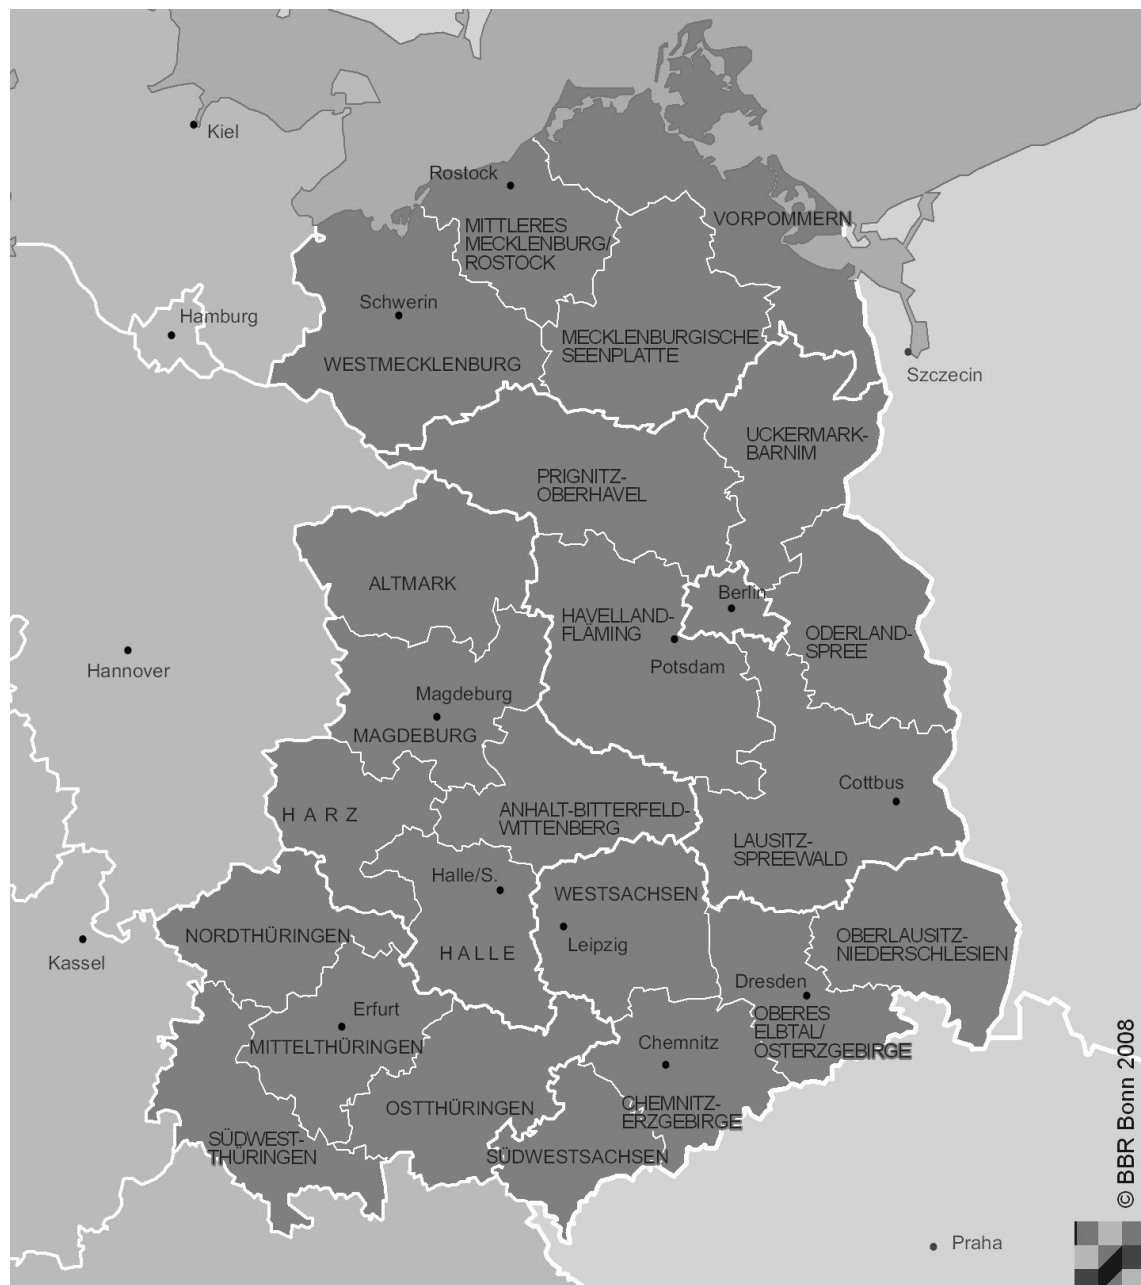 Kiel
Rostock
VORPOMMERN
MITTLERES
MECKLENBURG/
ROSTOCK
Schwerin
Hamburg
MECKLENBURGISCHE
SEENPLATTE
WESTMECKLENBURG
Szczecin
UCKERMARK-
BARNIM
PRIGNITZ-
OBERHAVEL
ALTMARK
Berlin
HAVELLAND-
FLÄMING
ODERLAND-
SPREE
Hannover
Potsdam
Magdeburg
MAGDEBURG
Cottbus
HARZ
ANHALT-BITTERFELD-
WITTENBERG
LAUSITZ-
SPREEWALD
Halle/S.
WESTSACHSEN
NORDTHÜRINGEN
OBERLAUSITZ-
NIEDERSCHLESIEN
Leipzig
HALLE
Kassel
Dresden
Erfurt
OBERES
ELBTAL/
OSTERZGEBIRGE
MITTELTHÜRINGEN
Chemnitz
OSTTHÜRINGEN
CHEMNITZ-
ERZGEBIRGE
SÜDWEST-
THÜRINGEN
SÜDWESTSACHSEN
Praha
© BBR Bonn 2008